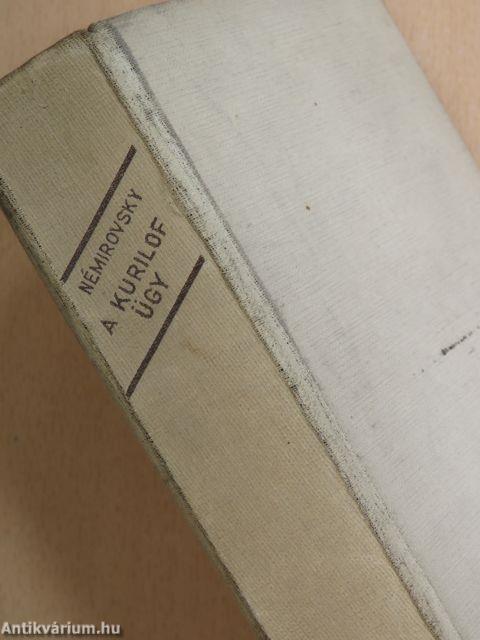 NÉMIROVSKY
A KURILOF
ÜGY
Antikvárium.hu